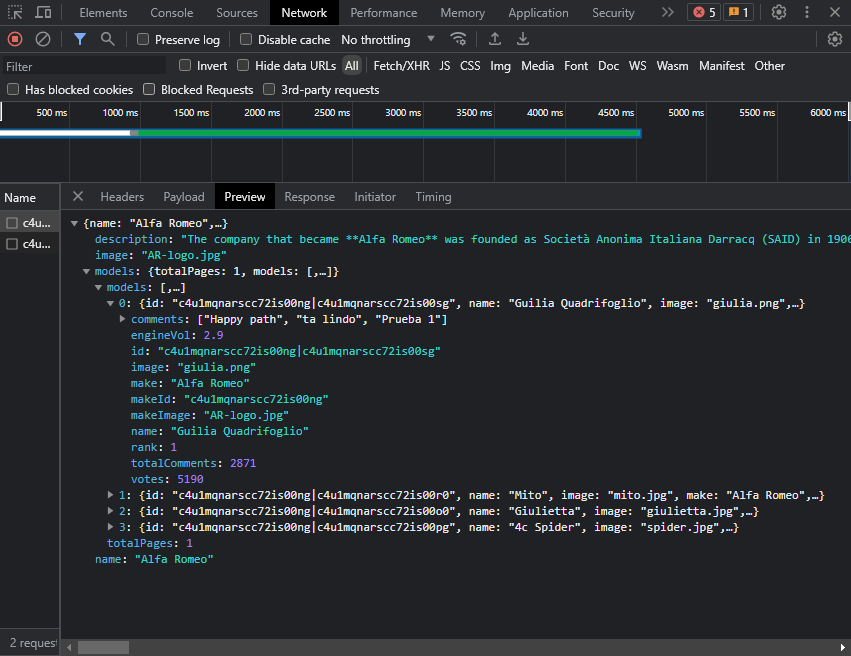 Elements Console Sources Network Performance Memory Application Security 5 1
Preserve log Disable cache No throttling
Filter Invert Hide data URLs All Fetch/XHR JS CSS Img Media Font Doc WS Wasm Manifest Other
Has blocked cookies Blocked Requests 3rd-party requests
500 ms 1000 ms 1500 ms 2000 ms 2500 ms 3000 ms 3500 ms 4000 ms 4500 ms 5000 ms 5500 ms 6000 ms
Name Headers Payload Preview Response Initiator Timing
c4u...
c4u...
{name: "Alfa Romeo",…}
description: "The company that became **Alfa Romeo** was founded as Società Anonima Italiana Darracq (SAID) in 1906
image: "AR-logo.jpg"
models: {totalPages: 1, models: [,…]}
models: [,…]
0: {id: "c4u1mqnarscc72is00ng|c4u1mqnarscc72is00sg", name: "Guilia Quadrifoglio", image: "giulia.png",…}
comments: ["Happy path", "ta lindo", "Prueba 1"]
engineVol: 2.9
id: "c4u1mqnarscc72is00ng|c4u1mqnarscc72is00sg"
image: "giulia.png"
make: "Alfa Romeo"
makeId: "c4u1mqnarscc72is00ng"
makeImage: "AR-logo.jpg"
name: "Guilia Quadrifoglio"
rank: 1
totalComments: 2871
votes: 5190
1: {id: "c4u1mqnarscc72is00ng|c4u1mqnarscc72is00r0", name: "Mito", image: "mito.jpg", make: "Alfa Romeo",…}
2: {id: "c4u1mqnarscc72is00ng|c4u1mqnarscc72is00o0", name: "Giulietta", image: "giulietta.jpg",…}
3: {id: "c4u1mqnarscc72is00ng|c4u1mqnarscc72is00pg", name: "4c Spider", image: "spider.jpg",…}
totalPages: 1
name: "Alfa Romeo"
2 request